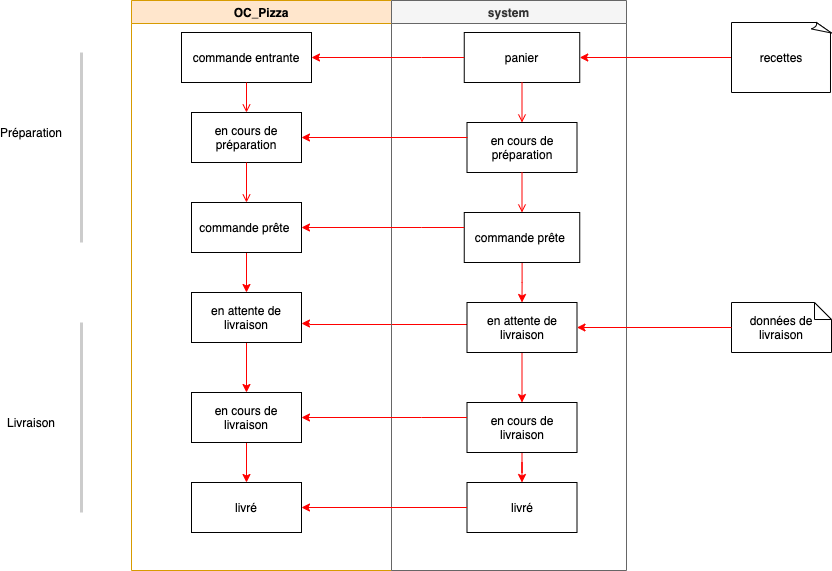 OC_Pizza
system
commande entrante
panier
recettes
Préparation
en cours de
préparation
en cours de
préparation
commande prête
commande prête
en attente de
livraison
en attente de
livraison
données de
livraison
Livraison
en cours de
livraison
en cours de
livraison
livré
livré